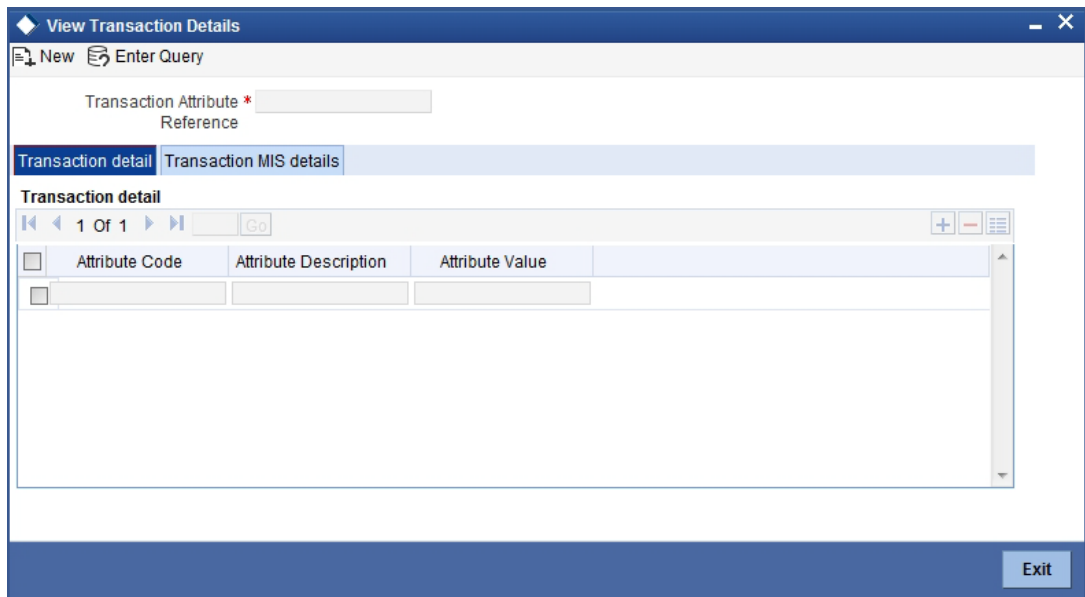 View Transaction Details
New Enter Query
Transaction Attribute *
Reference
Transaction detail Transaction MIS details
Transaction detail
1 Of 1 Go
Attribute Code Attribute Description Attribute Value
Exit